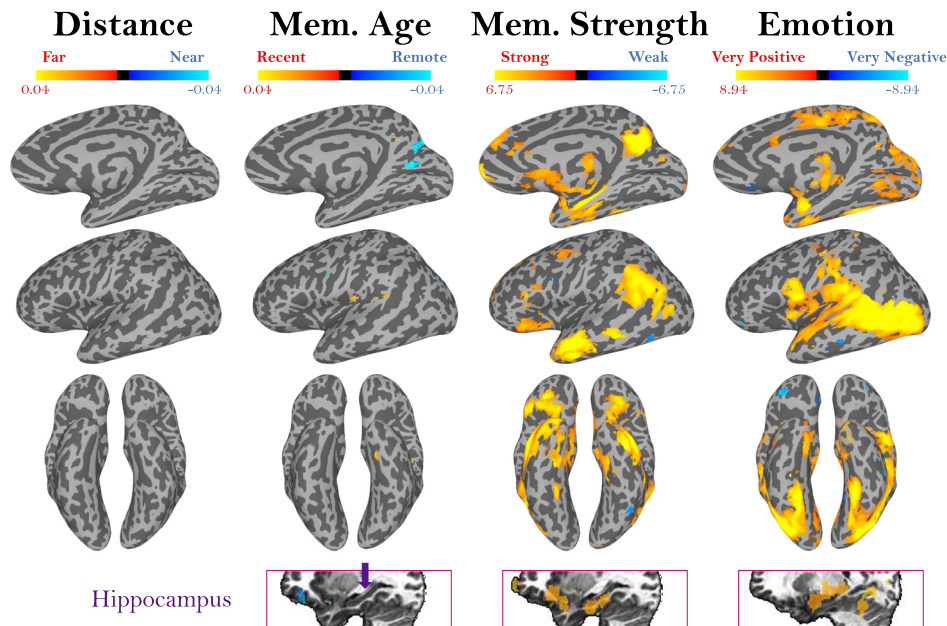 Distance Mem. Age Mem. Strength Emotion
Far Near Recent Remote Strong Weak Very Positive Very Negative
0.04 -0.04 0.04 -0.04 6.75 -6.75 8.94 -8.94
Hippocampus